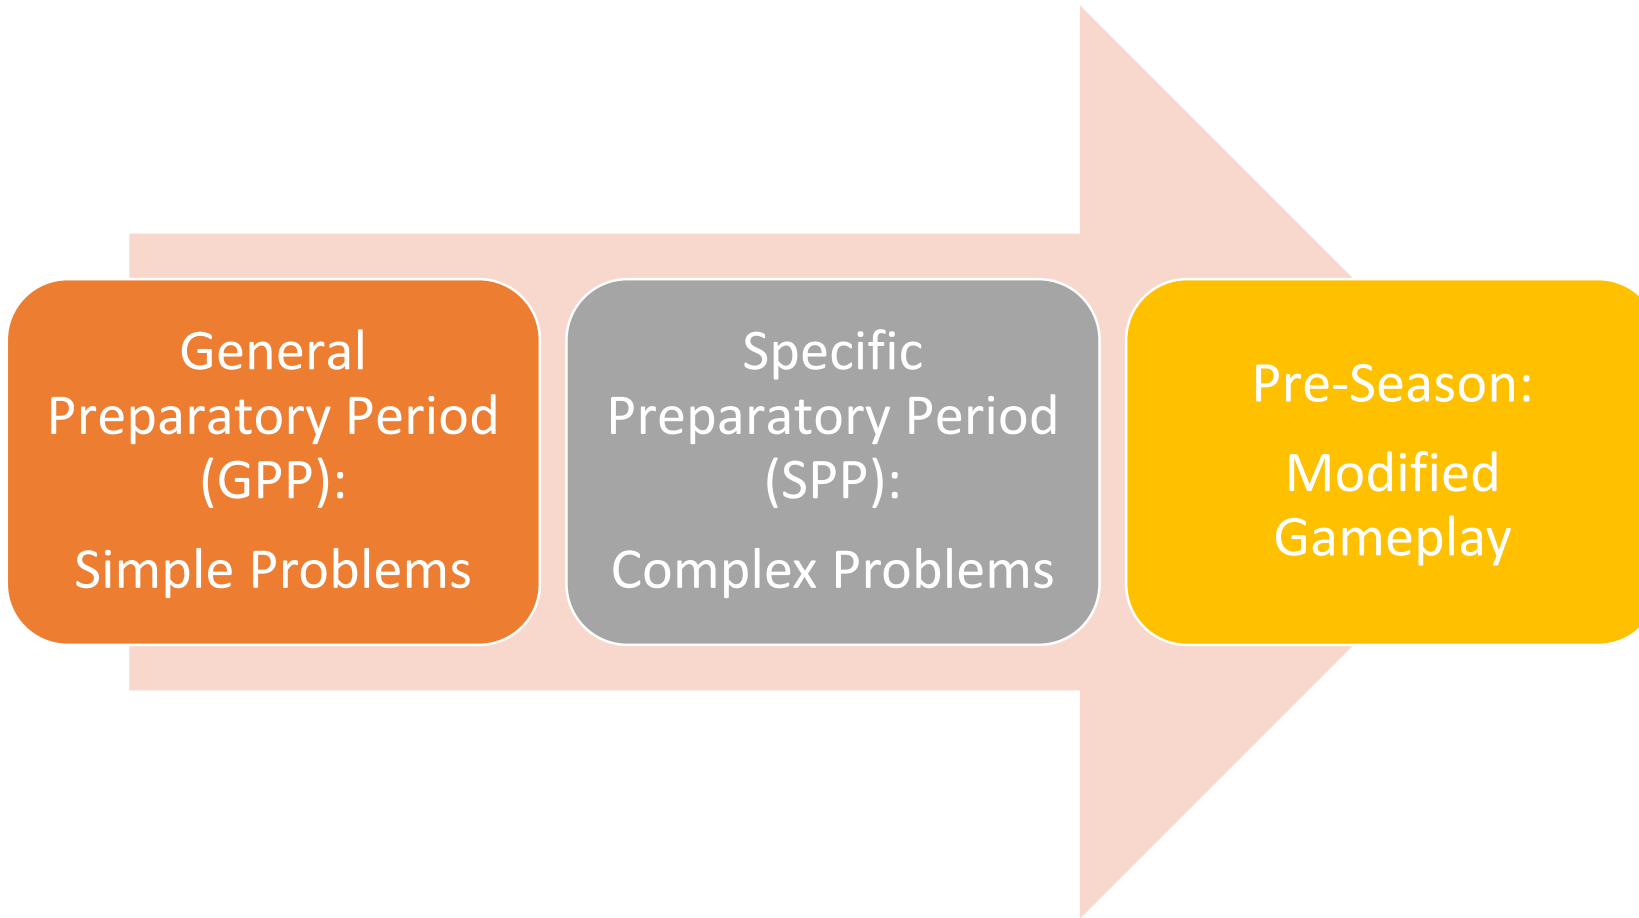 General
Preparatory Period
(GPP):
Simple Problems
Specific
Preparatory Period
(SPP):
Complex Problems
Pre-Season:
Modified
Gameplay